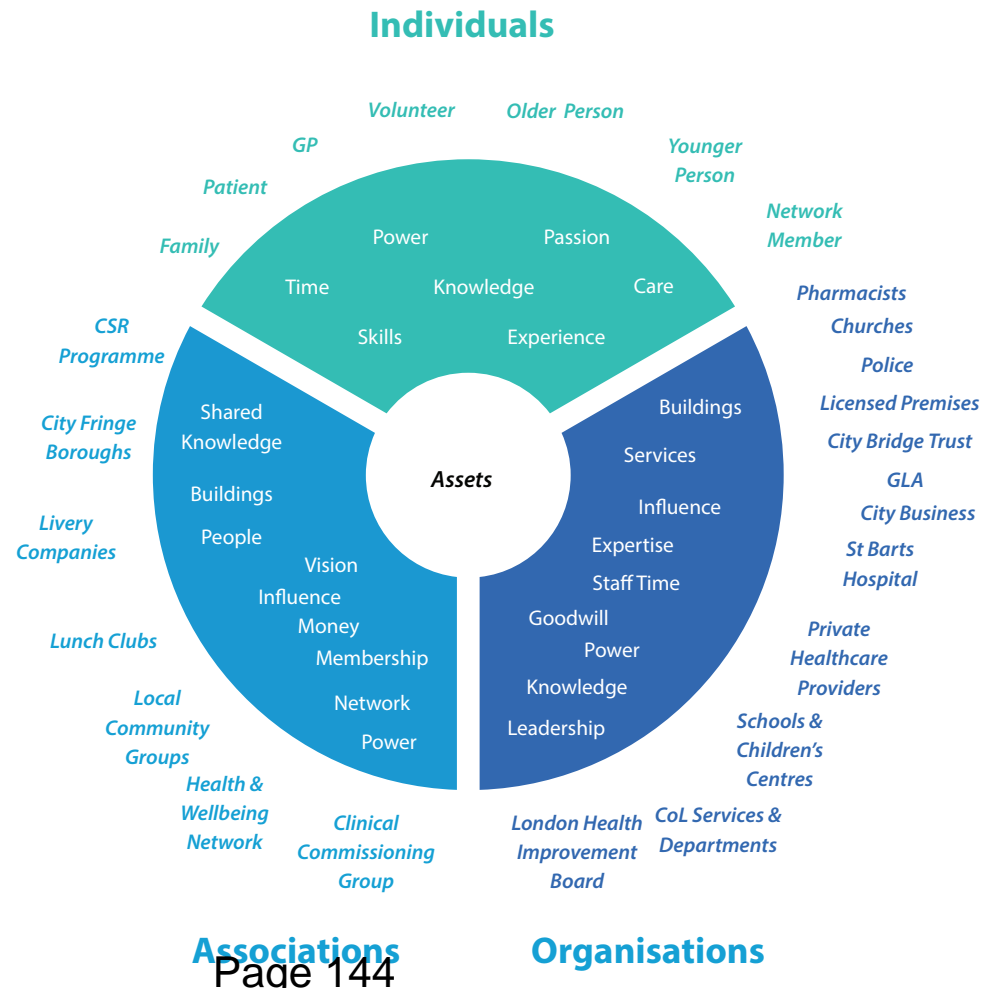 Individuals
Volunteer
Older Person
GP
Younger
Person
Patient
Network
Member
Family
Power
Passion
Time
Knowledge
Care
Skills
Experience
CSR
Programme
City Fringe
Boroughs
Livery
Companies
Lunch Clubs
Local
Community
Groups
Health &
Wellbeing
Network
Clinical
Commissioning
Group
Shared
Knowledge
Buildings
People
Vision
Influence
Money
Membership
Network
Power
Assets
Buildings
Services
Influence
Expertise
Staff Time
Goodwill
Power
Knowledge
Leadership
Pharmacists
Churches
Police
Licensed Premises
City Bridge Trust
GLA
City Business
St Barts
Hospital
Private
Healthcare
Providers
Schools &
Children’s
Centres
CoL Services &
Departments
London Health
Improvement
Board
Associations
Organisations
Page 144